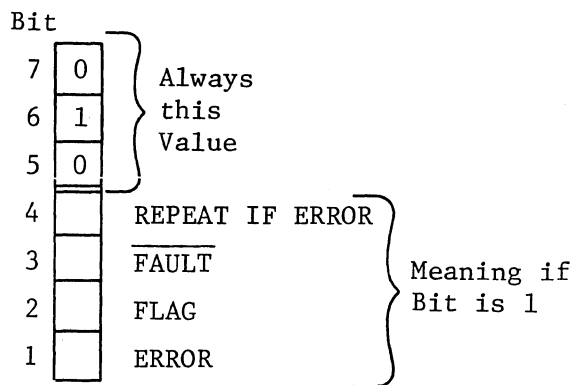 Bit
7 0
6 1
5 0
Always
this
Value
4 REPEAT IF ERROR
3 F̅A̅U̅L̅T̅
2 FLAG
1 ERROR
Meaning if
Bit is 1